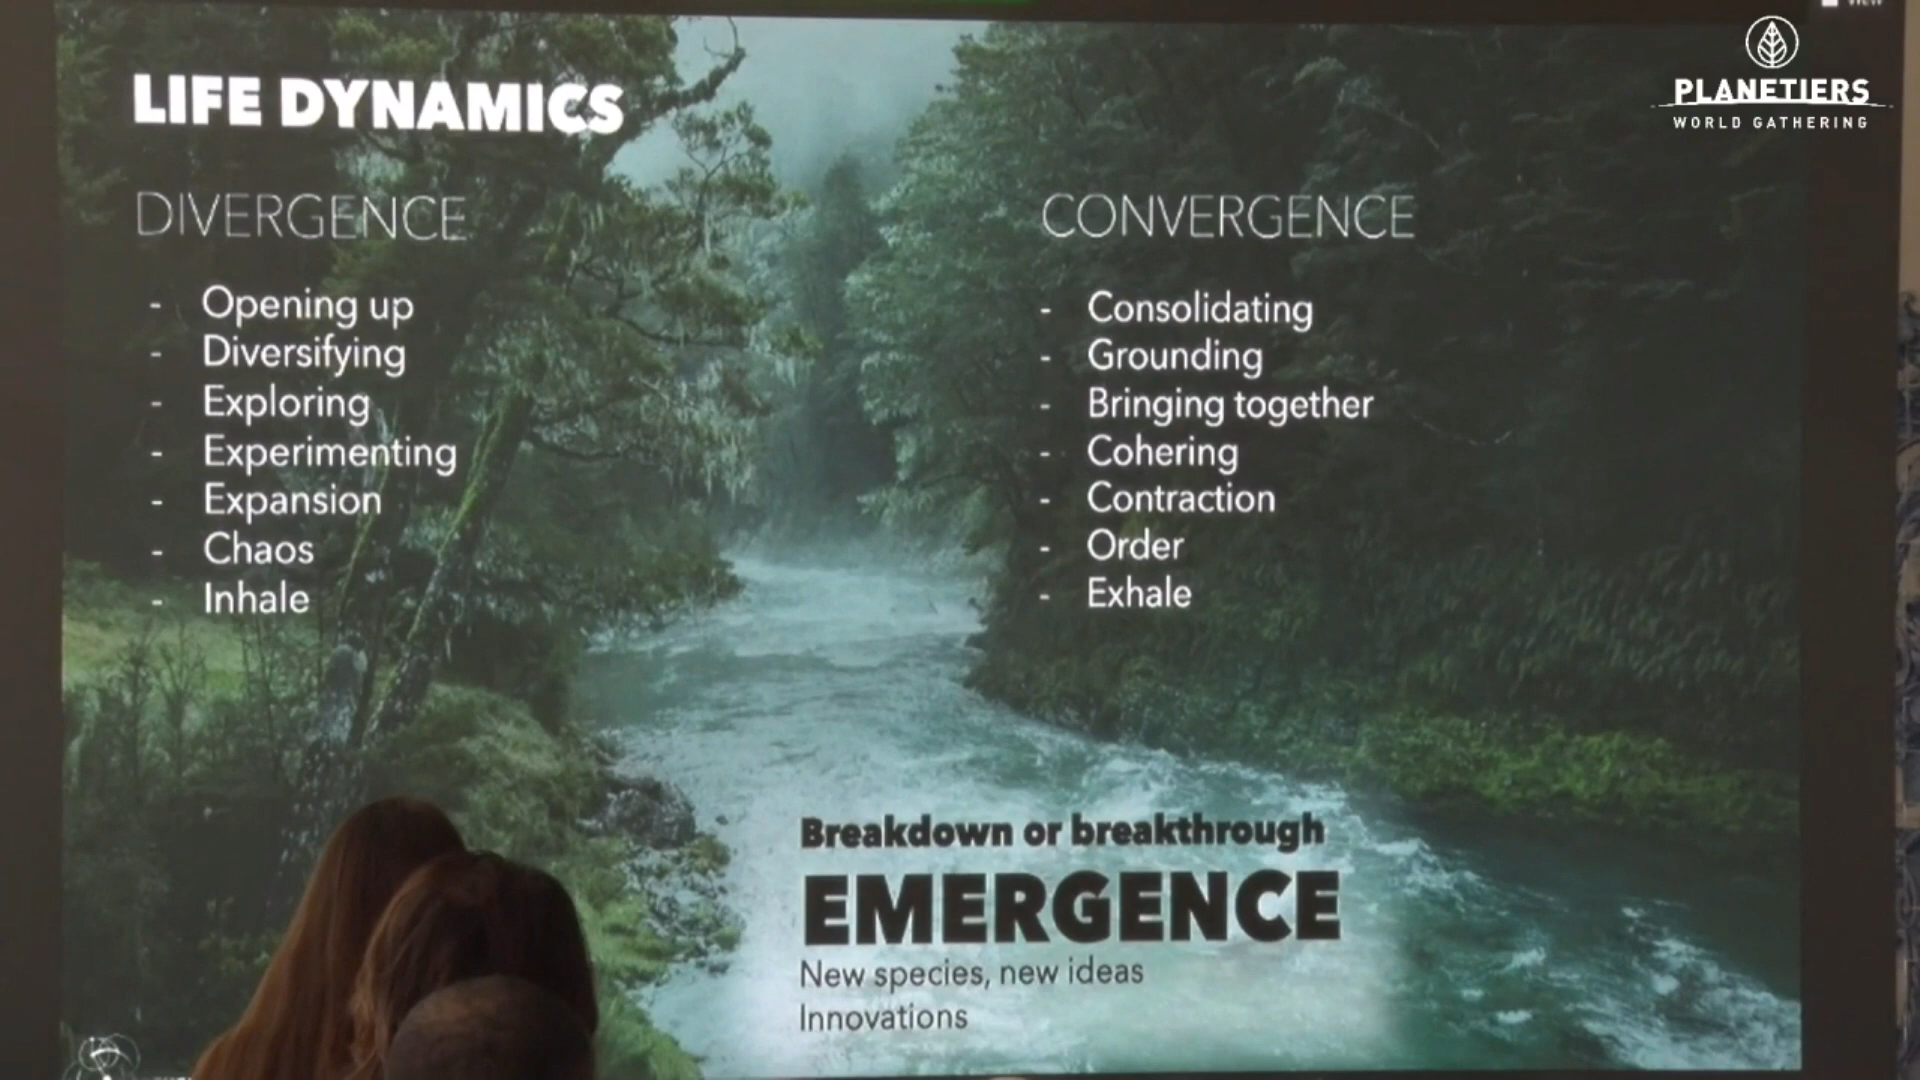 View
PLANETIERS
WORLD GATHERING
LIFE DYNAMICS
DIVERGENCE
- Opening up
- Diversifying
- Exploring
- Experimenting
- Expansion
- Chaos
- Inhale
CONVERGENCE
- Consolidating
- Grounding
- Bringing together
- Cohering
- Contraction
- Order
- Exhale
Breakdown or breakthrough
EMERGENCE
New species, new ideas
Innovations